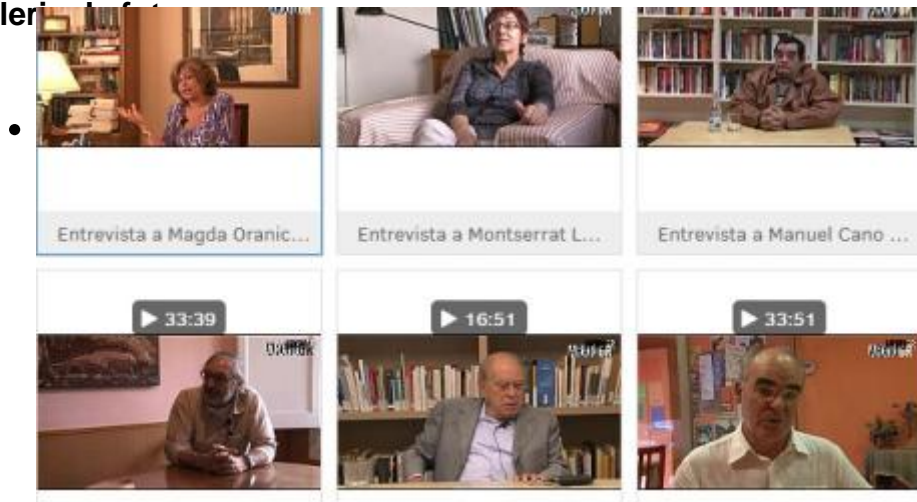 Entrevista a Magda Oranic...
Entrevista a Montserrat L...
Entrevista a Manuel Cano ...
33:39
16:51
33:51